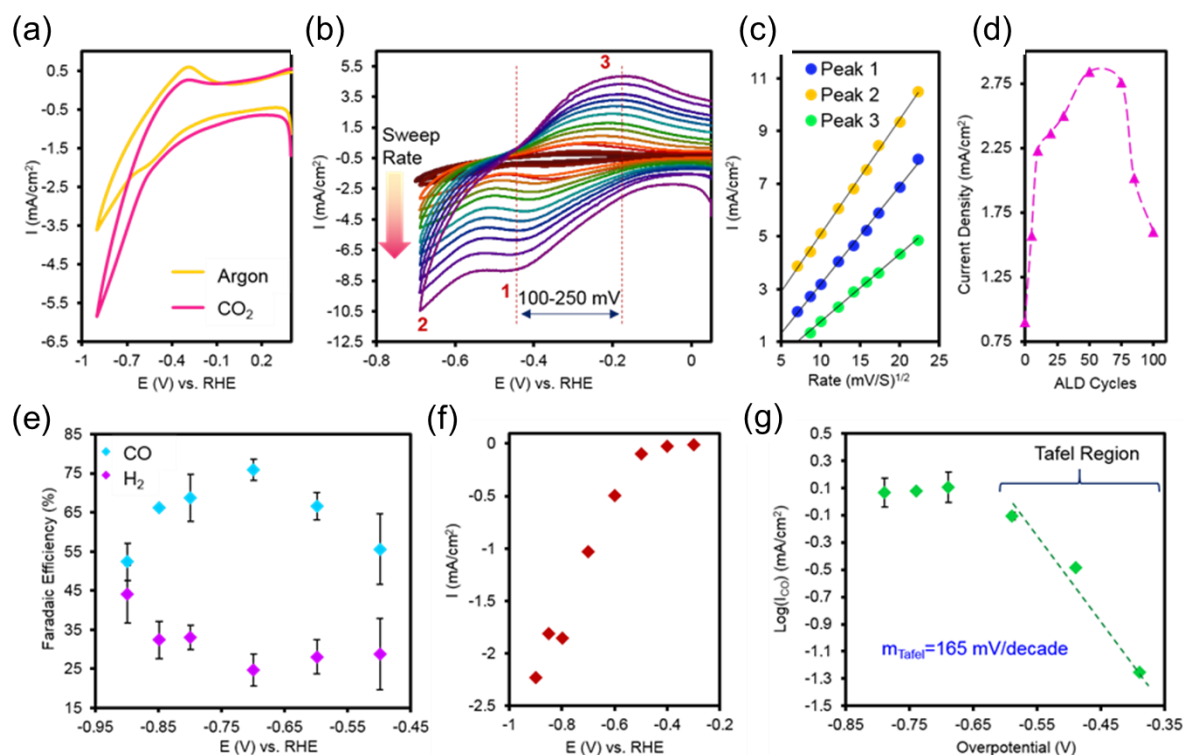 (a)
0.5
-0.5
-1.5
-2.5
-3.5
-4.5
-5.5
-6.5
I (mA/cm²)
Argon
CO₂
-1
-0.7
-0.4
-0.1
0.2
E (V) vs. RHE
(b)
5.5
3.5
1.5
-0.5
-2.5
-4.5
-6.5
-8.5
-10.5
-12.5
I (mA/cm²)
Sweep
Rate
3
1
2
100-250 mV
-0.8
-0.6
-0.4
-0.2
0
E (V) vs. RHE
(c)
11
9
7
5
3
1
I (mA/cm²)
Peak 1
Peak 2
Peak 3
5
10
15
20
25
Rate (mV/S)¹ᐟ²
(d)
2.75
2.25
1.75
1.25
0.75
Current Density (mA/cm²)
0
25
50
75
100
ALD Cycles
(e)
85
75
65
55
45
35
25
15
Faradaic Efficiency (%)
CO
H₂
-0.95
-0.85
-0.75
-0.65
-0.55
-0.45
E (V) vs. RHE
(f)
0
-0.5
-1
-1.5
-2
-2.5
I (mA/cm²)
-1
-0.8
-0.6
-0.4
-0.2
E (V) vs. RHE
(g)
0.5
0.3
0.1
-0.1
-0.3
-0.5
-0.7
-0.9
-1.1
-1.3
-1.5
Log(I_CO) (mA/cm²)
Tafel Region
m_Tafel=165 mV/decade
-0.85
-0.75
-0.65
-0.55
-0.45
-0.35
Overpotential (V)